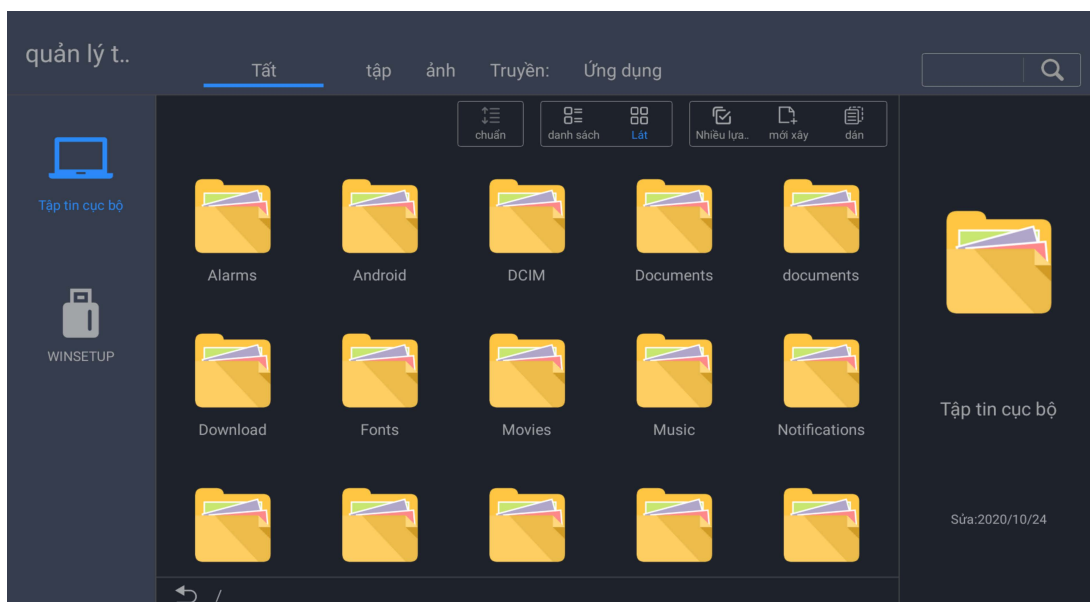 quản lý t..
Tất tập ảnh Truyền: Ứng dụng
chuẩn danh sách Lát Nhiều lựa.. mới xây dán
Tập tin cục bộ
WINSETUP
Alarms Android DCIM Documents documents
Download Fonts Movies Music Notifications
Tập tin cục bộ
Sửa:2020/10/24
/